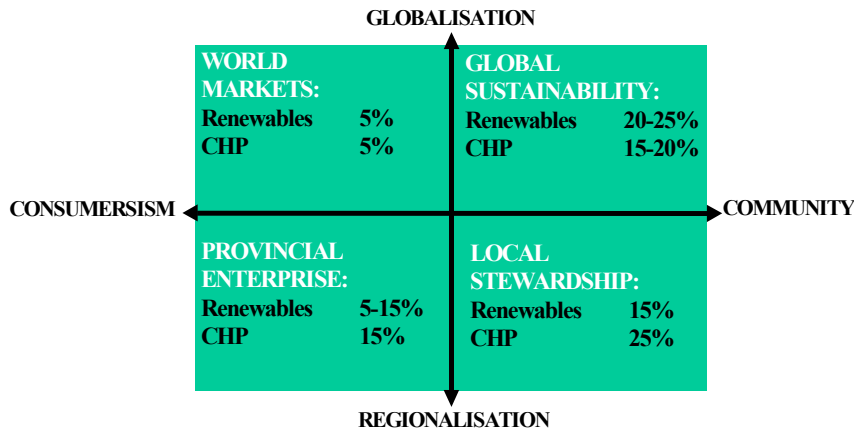 GLOBALISATION
WORLD
MARKETS:
Renewables 5%
CHP 5%
GLOBAL
SUSTAINABILITY:
Renewables 20-25%
CHP 15-20%
CONSUMERSISM
COMMUNITY
PROVINCIAL
ENTERPRISE:
Renewables 5-15%
CHP 15%
LOCAL
STEWARDSHIP:
Renewables 15%
CHP 25%
REGIONALISATION